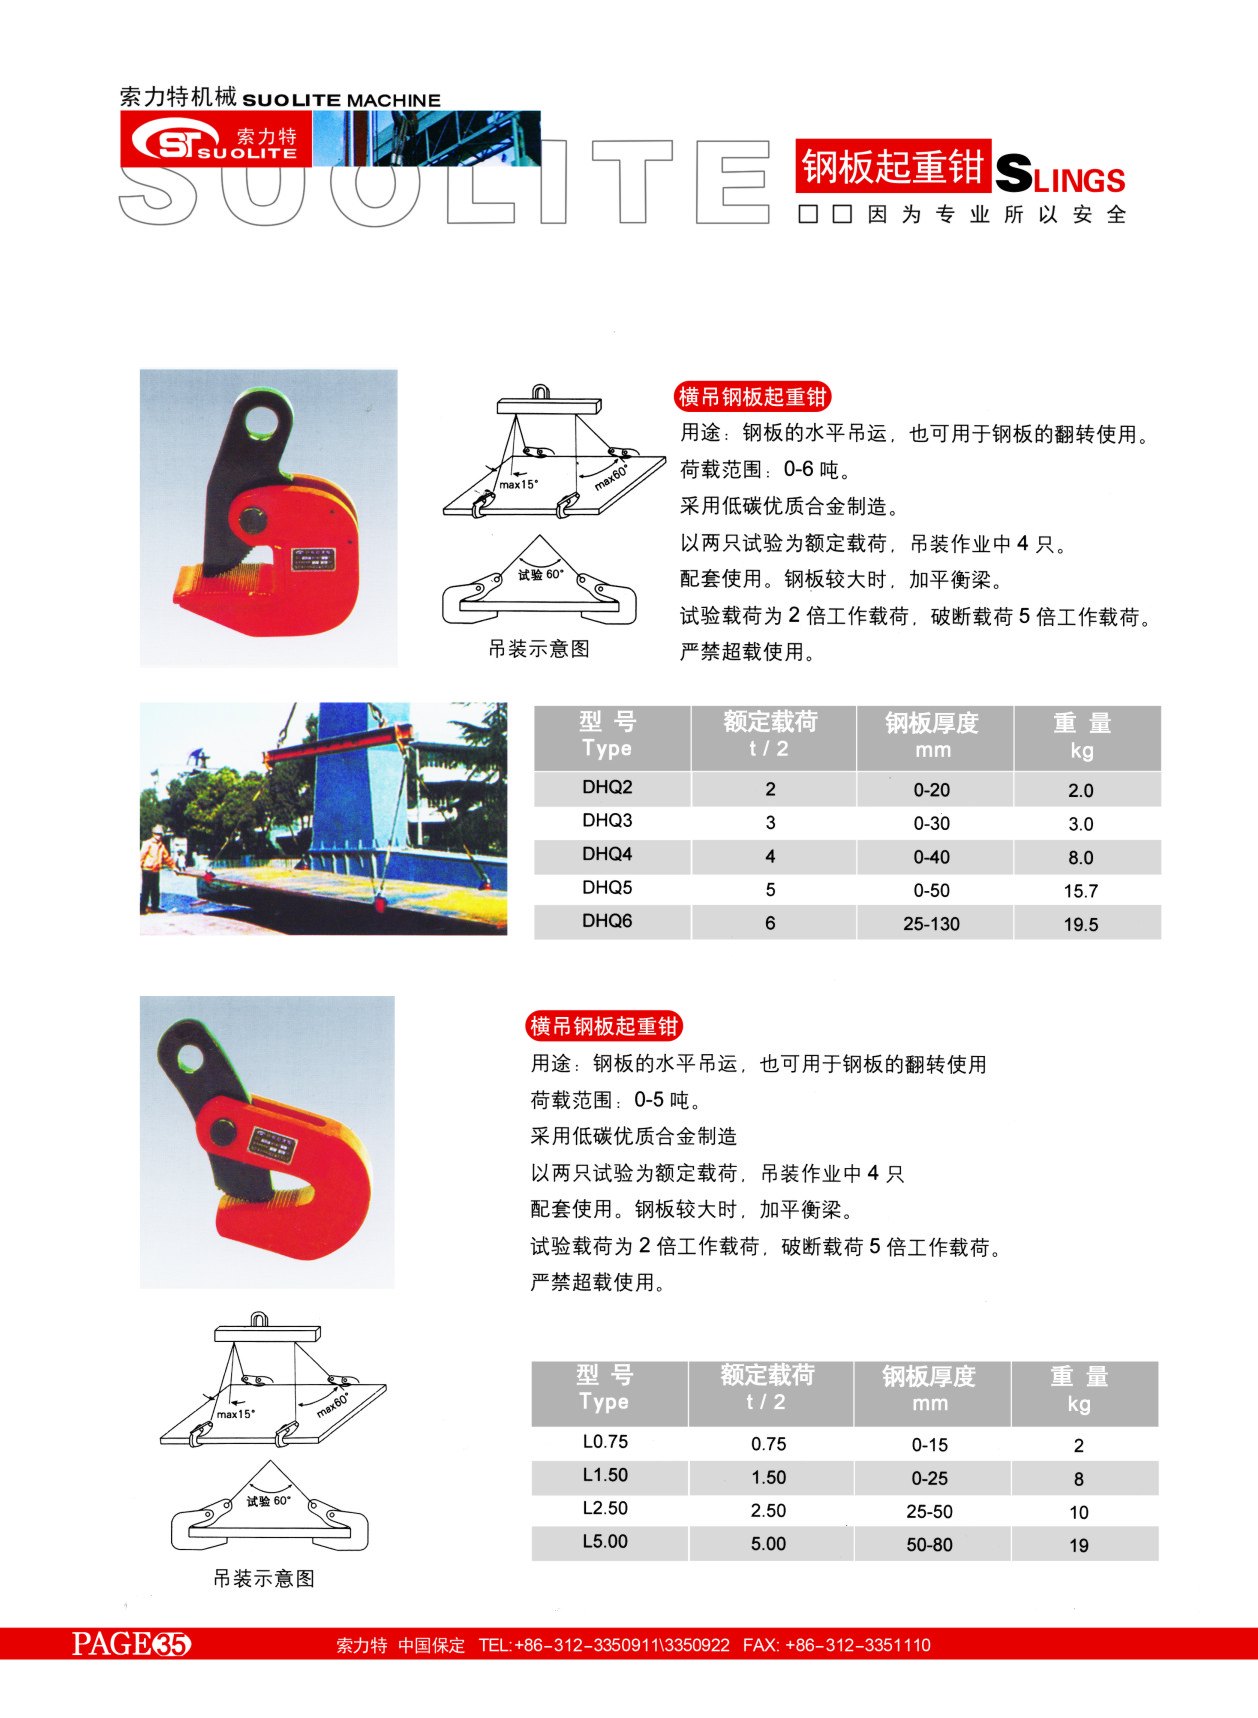 索力特机械 SUOLITE MACHINE
ST 索力特
SUOLITE
SUOLITE
钢板起重钳 SLINGS
□ □ 因 为 专 业 所 以 安 全
横吊钢板起重钳
用途：钢板的水平吊运，也可用于钢板的翻转使用。
荷载范围：0-6 吨。
采用低碳优质合金制造。
以两只试验为额定载荷，吊装作业中 4 只。
配套使用。钢板较大时，加平衡梁。
试验载荷为 2 倍工作载荷，破断载荷 5 倍工作载荷。
严禁超载使用。
max15°
max60°
试验 60°
吊装示意图
型 号 额定载荷 钢板厚度 重 量
Type t / 2 mm kg
DHQ2 2 0-20 2.0
DHQ3 3 0-30 3.0
DHQ4 4 0-40 8.0
DHQ5 5 0-50 15.7
DHQ6 6 25-130 19.5
横吊钢板起重钳
用途：钢板的水平吊运，也可用于钢板的翻转使用
荷载范围：0-5 吨。
采用低碳优质合金制造
以两只试验为额定载荷，吊装作业中 4 只
配套使用。钢板较大时，加平衡梁。
试验载荷为 2 倍工作载荷，破断载荷 5 倍工作载荷。
严禁超载使用。
max15°
max60°
试验 60°
吊装示意图
型 号 额定载荷 钢板厚度 重 量
Type t / 2 mm kg
L0.75 0.75 0-15 2
L1.50 1.50 0-25 8
L2.50 2.50 25-50 10
L5.00 5.00 50-80 19
PAGE 35
索力特 中国保定 TEL:+86-312-3350911\3350922 FAX: +86-312-3351110